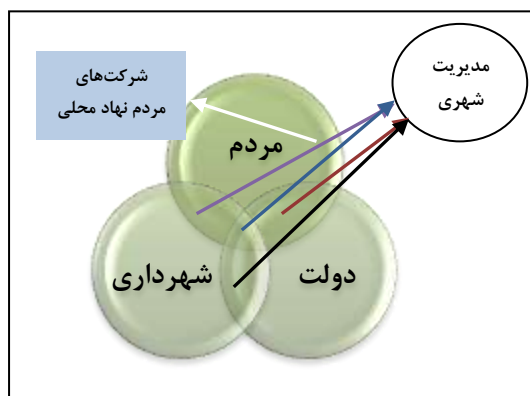 شرکت‌های
مردم نهاد محلی
مدیریت
شهری
مردم
شهرداری
دولت